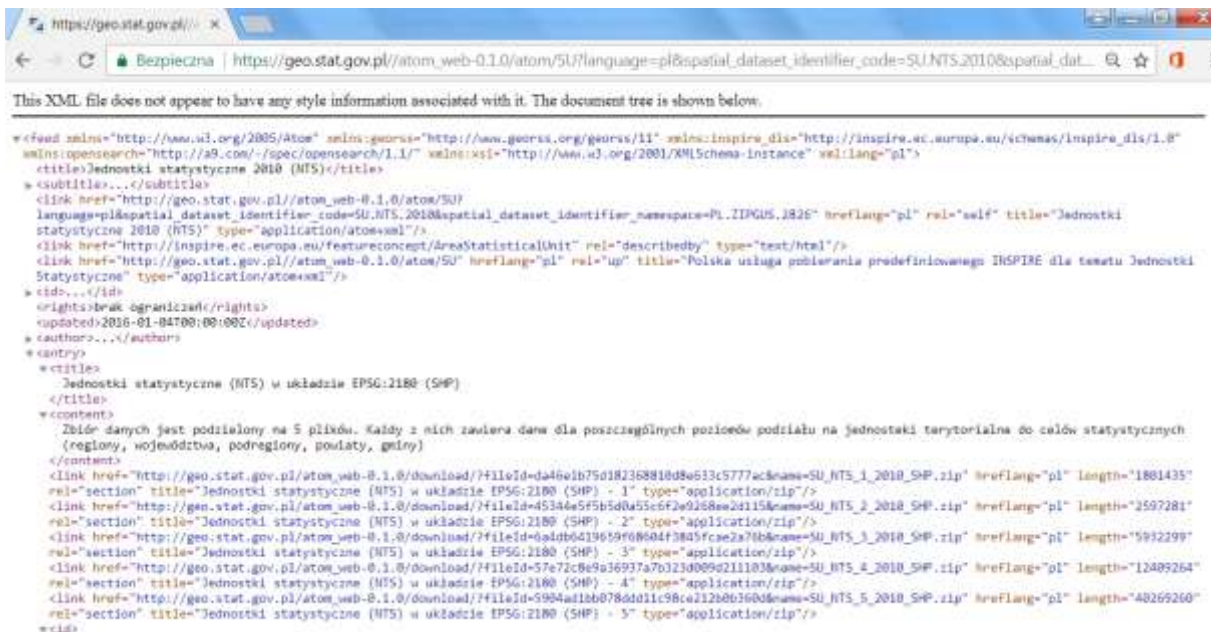 https://geo.stat.gov.pl//
Bezpieczna | https://geo.stat.gov.pl//atom_web-0.1.0/atom/SU?language=pl&spatial_dataset_identifier_code=SU.NTS.2010&spatial_dat...
This XML file does not appear to have any style information associated with it. The document tree is shown below.
▼<feed xmlns="http://www.w3.org/2005/Atom" xmlns:georss="http://www.georss.org/georss/11" xmlns:inspire_dls="http://inspire.ec.europa.eu/schemas/inspire_dls/1.0"
xmlns:opensearch="http://a9.com/-/spec/opensearch/1.1/" xmlns:xsi="http://www.w3.org/2001/XMLSchema-instance" xml:lang="pl">
<title>Jednostki statystyczne 2010 (NTS)</title>
▶<subtitle>...</subtitle>
<link href="http://geo.stat.gov.pl//atom_web-0.1.0/atom/SU?
language=pl&spatial_dataset_identifier_code=SU.NTS.2010&spatial_dataset_identifier_namespace=PL.ZIPGUS.2826" hreflang="pl" rel="self" title="Jednostki
statystyczne 2010 (NTS)" type="application/atom+xml"/>
<link href="http://inspire.ec.europa.eu/featureconcept/AreaStatisticalUnit" rel="describedby" type="text/html"/>
<link href="http://geo.stat.gov.pl//atom_web-0.1.0/atom/SU" hreflang="pl" rel="up" title="Polska usługa pobierania predefiniowanego INSPIRE dla tematu Jednostki
Statystyczne" type="application/atom+xml"/>
▶<id>...</id>
<rights>brak ograniczeń</rights>
<updated>2016-01-04T00:00:00Z</updated>
▶<author>...</author>
▼<entry>
▼<title>
Jednostki statystyczne (NTS) w układzie EPSG:2180 (SHP)
</title>
▼<content>
Zbiór danych jest podzielony na 5 plików. Każdy z nich zawiera dane dla poszczególnych poziomów podziału na jednosteki terytorialne do celów statystycznych
(regiony, województwa, podregiony, powiaty, gminy)
</content>
<link href="http://geo.stat.gov.pl/atom_web-0.1.0/download/?fileId=da46e1b75d182368810d8e633c5777ac&name=SU_NTS_1_2010_SHP.zip" hreflang="pl" length="1801435"
rel="section" title="Jednostki statystyczne (NTS) w układzie EPSG:2180 (SHP) - 1" type="application/zip"/>
<link href="http://geo.stat.gov.pl/atom_web-0.1.0/download/?fileId=45344e5f5b5d0a55c6f2e9268ee2d115&name=SU_NTS_2_2010_SHP.zip" hreflang="pl" length="2597281"
rel="section" title="Jednostki statystyczne (NTS) w układzie EPSG:2180 (SHP) - 2" type="application/zip"/>
<link href="http://geo.stat.gov.pl/atom_web-0.1.0/download/?fileId=6a4db6419659f68604f3845fcae2a76b&name=SU_NTS_3_2010_SHP.zip" hreflang="pl" length="5932299"
rel="section" title="Jednostki statystyczne (NTS) w układzie EPSG:2180 (SHP) - 3" type="application/zip"/>
<link href="http://geo.stat.gov.pl/atom_web-0.1.0/download/?fileId=57e72c8e9a36937a7b323d009d211103&name=SU_NTS_4_2010_SHP.zip" hreflang="pl" length="12409264"
rel="section" title="Jednostki statystyczne (NTS) w układzie EPSG:2180 (SHP) - 4" type="application/zip"/>
<link href="http://geo.stat.gov.pl/atom_web-0.1.0/download/?fileId=5904ad1bb078ddd11c98ce212b0b360d&name=SU_NTS_5_2010_SHP.zip" hreflang="pl" length="40269260"
rel="section" title="Jednostki statystyczne (NTS) w układzie EPSG:2180 (SHP) - 5" type="application/zip"/>
▼<id>